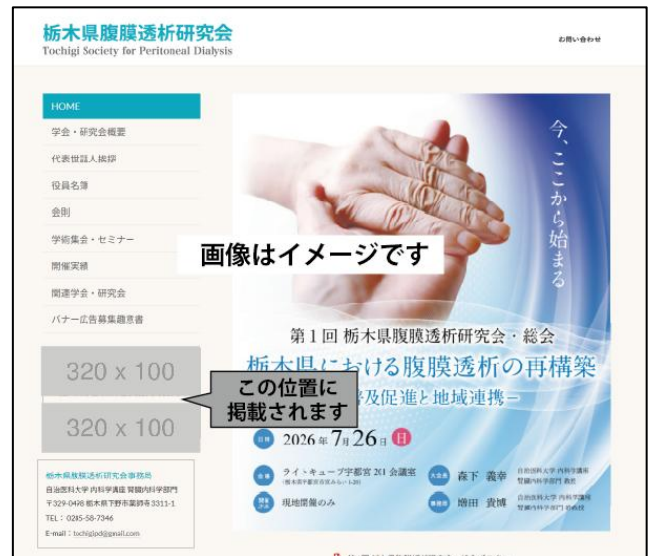 栃木県腹膜透析研究会
Tochigi Society for Peritoneal Dialysis
お問い合わせ
HOME
学会・研究会概要
代表世話人挨拶
役員名簿
会則
学術集会・セミナー
開催実績
関連学会・研究会
バナー広告募集趣意書
320 x 100
320 x 100
この位置に
掲載されます
栃木県腹膜透析研究会事務局
自治医科大学 内科学講座 腎臓内科学部門
〒329-0498 栃木県下野市薬師寺 3311-1
TEL： 0285-58-7346
E-mail：tochigipd@gmail.com
画像はイメージです
今、ここから始まる
第1回 栃木県腹膜透析研究会・総会
栃木県における腹膜透析の再構築
及促進と地域連携－
日時 2026年7月26日 日
会場 ライト・キューブ宇都宮 201 会議室
現地開催のみ
大会長 森下 義幸 自治医科大学 内科学講座
腎臓内科学部門 教授
事務局 増田 貴博 自治医科大学 内科学講座
腎臓内科学部門 准教授